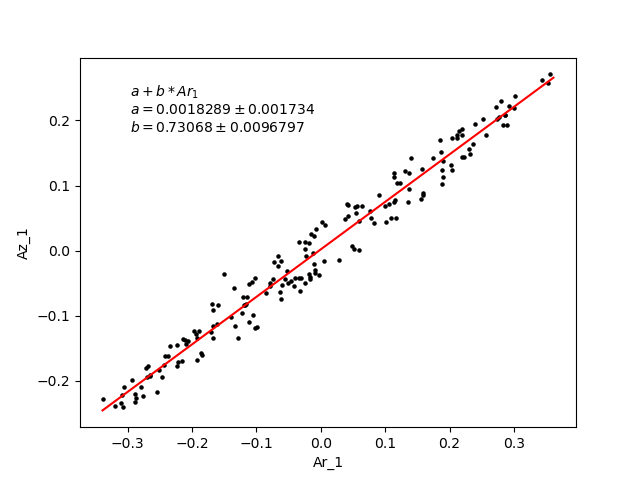 a + b * Ar₁
a = 0.0018289 ± 0.001734
b = 0.73068 ± 0.0096797
Az_1
0.2
0.1
0.0
−0.1
−0.2
−0.3
−0.2
−0.1
0.0
0.1
0.2
0.3
Ar_1